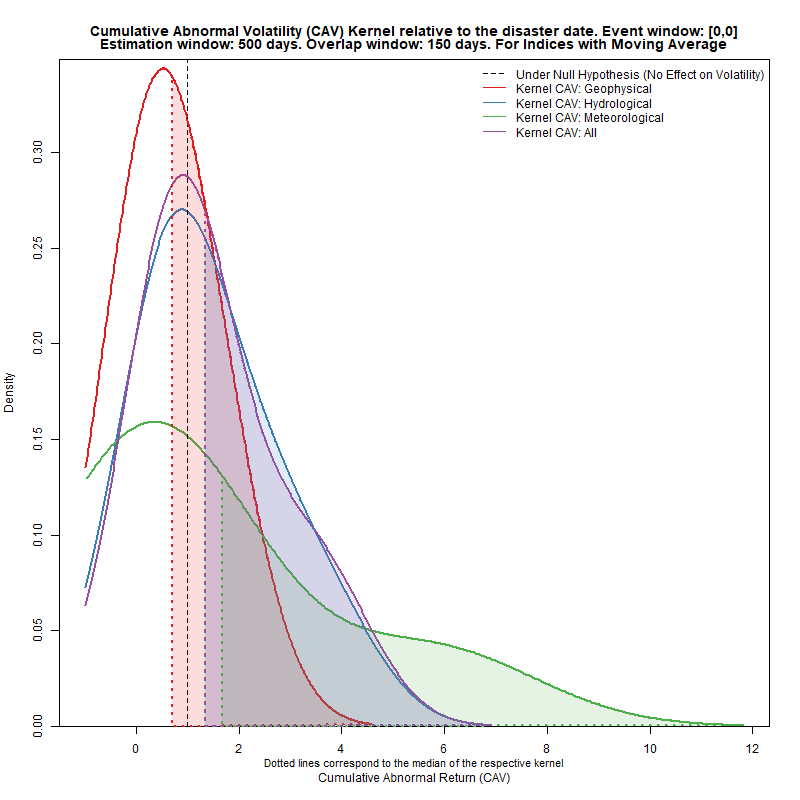 Cumulative Abnormal Volatility (CAV) Kernel relative to the disaster date. Event window: [0,0]
Estimation window: 500 days. Overlap window: 150 days. For Indices with Moving Average
Under Null Hypothesis (No Effect on Volatility)
Kernel CAV: Geophysical
Kernel CAV: Hydrological
Kernel CAV: Meteorological
Kernel CAV: All
Density
0.30
0.25
0.20
0.15
0.10
0.05
0.00
0 2 4 6 8 10 12
Dotted lines correspond to the median of the respective kernel
Cumulative Abnormal Return (CAV)